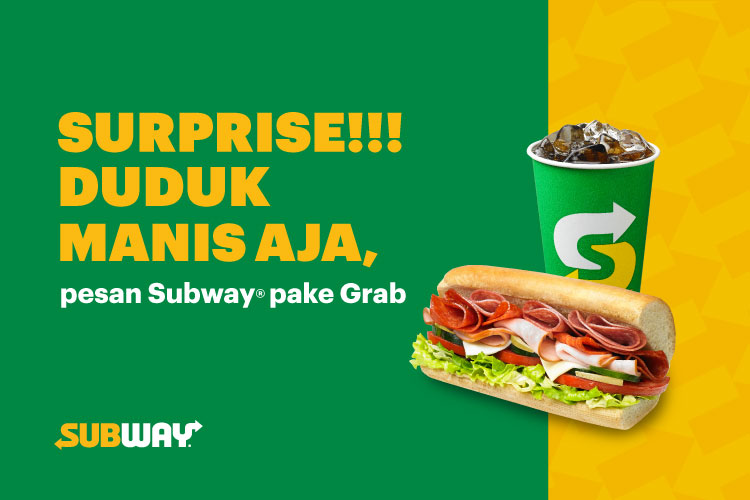 SURPRISE!!!
DUDUK
MANIS AJA,
pesan Subway® pake Grab
SUBWAY